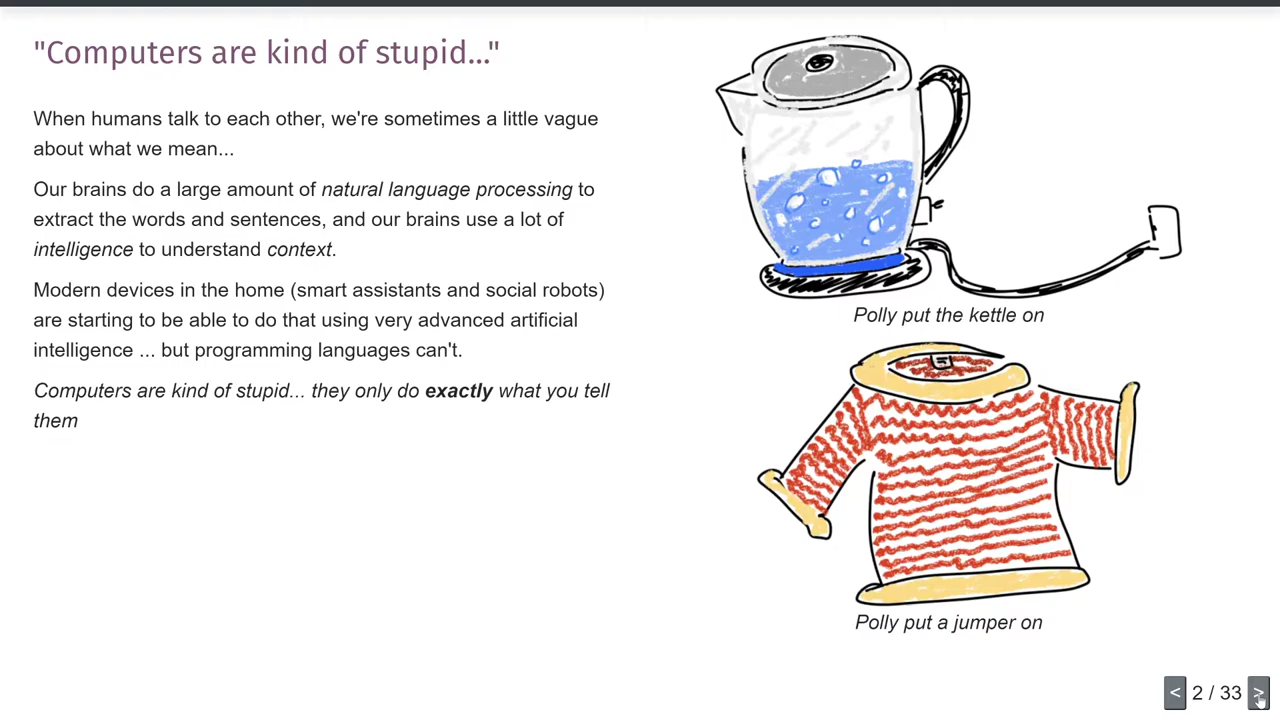 "Computers are kind of stupid..."
When humans talk to each other, we're sometimes a little vague
about what we mean...
Our brains do a large amount of natural language processing to
extract the words and sentences, and our brains use a lot of
intelligence to understand context.
Modern devices in the home (smart assistants and social robots)
are starting to be able to do that using very advanced artificial
intelligence ... but programming languages can't.
Computers are kind of stupid... they only do exactly what you tell
them
Polly put the kettle on
Polly put a jumper on
< 2 / 33 >